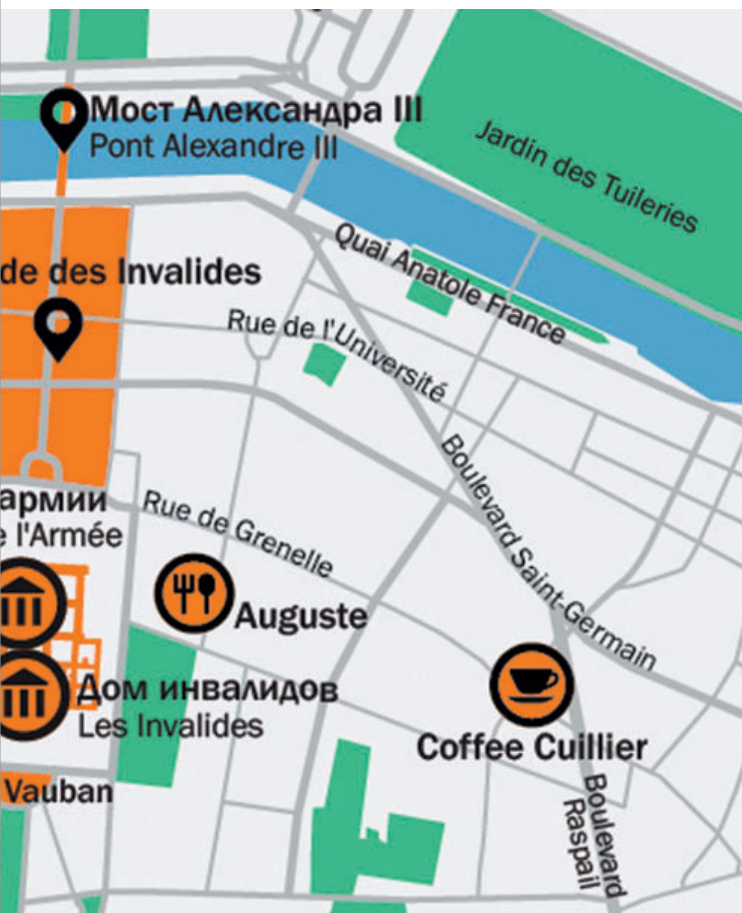 Мост Александра III
Pont Alexandre III
Jardin des Tuileries
Quai Anatole France
de des Invalides
Rue de l'Université
Boulevard Saint-Germain
армии
e l'Armée
Rue de Grenelle
Auguste
Дом инвалидов
Les Invalides
Coffee Cuillier
Vauban
Boulevard
Raspail